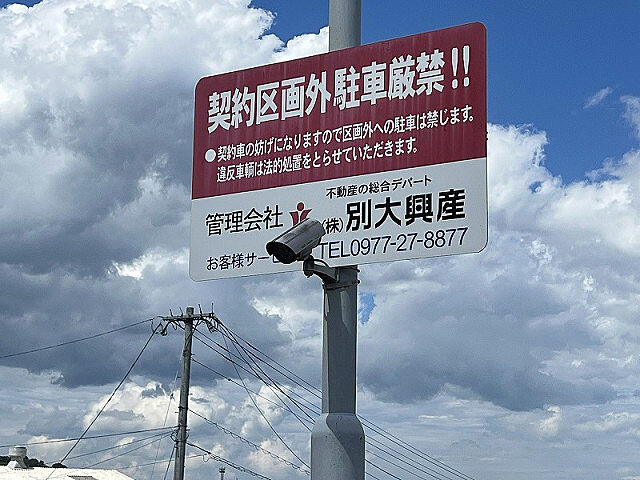 契約区画外駐車厳禁!!
●契約車の妨げになりますので区画外への駐車は禁じます。
違反車輌は法的処置をとらせていただきます。
不動産の総合デパート
管理会社 (株)別大興産
お客様サー TEL0977-27-8877